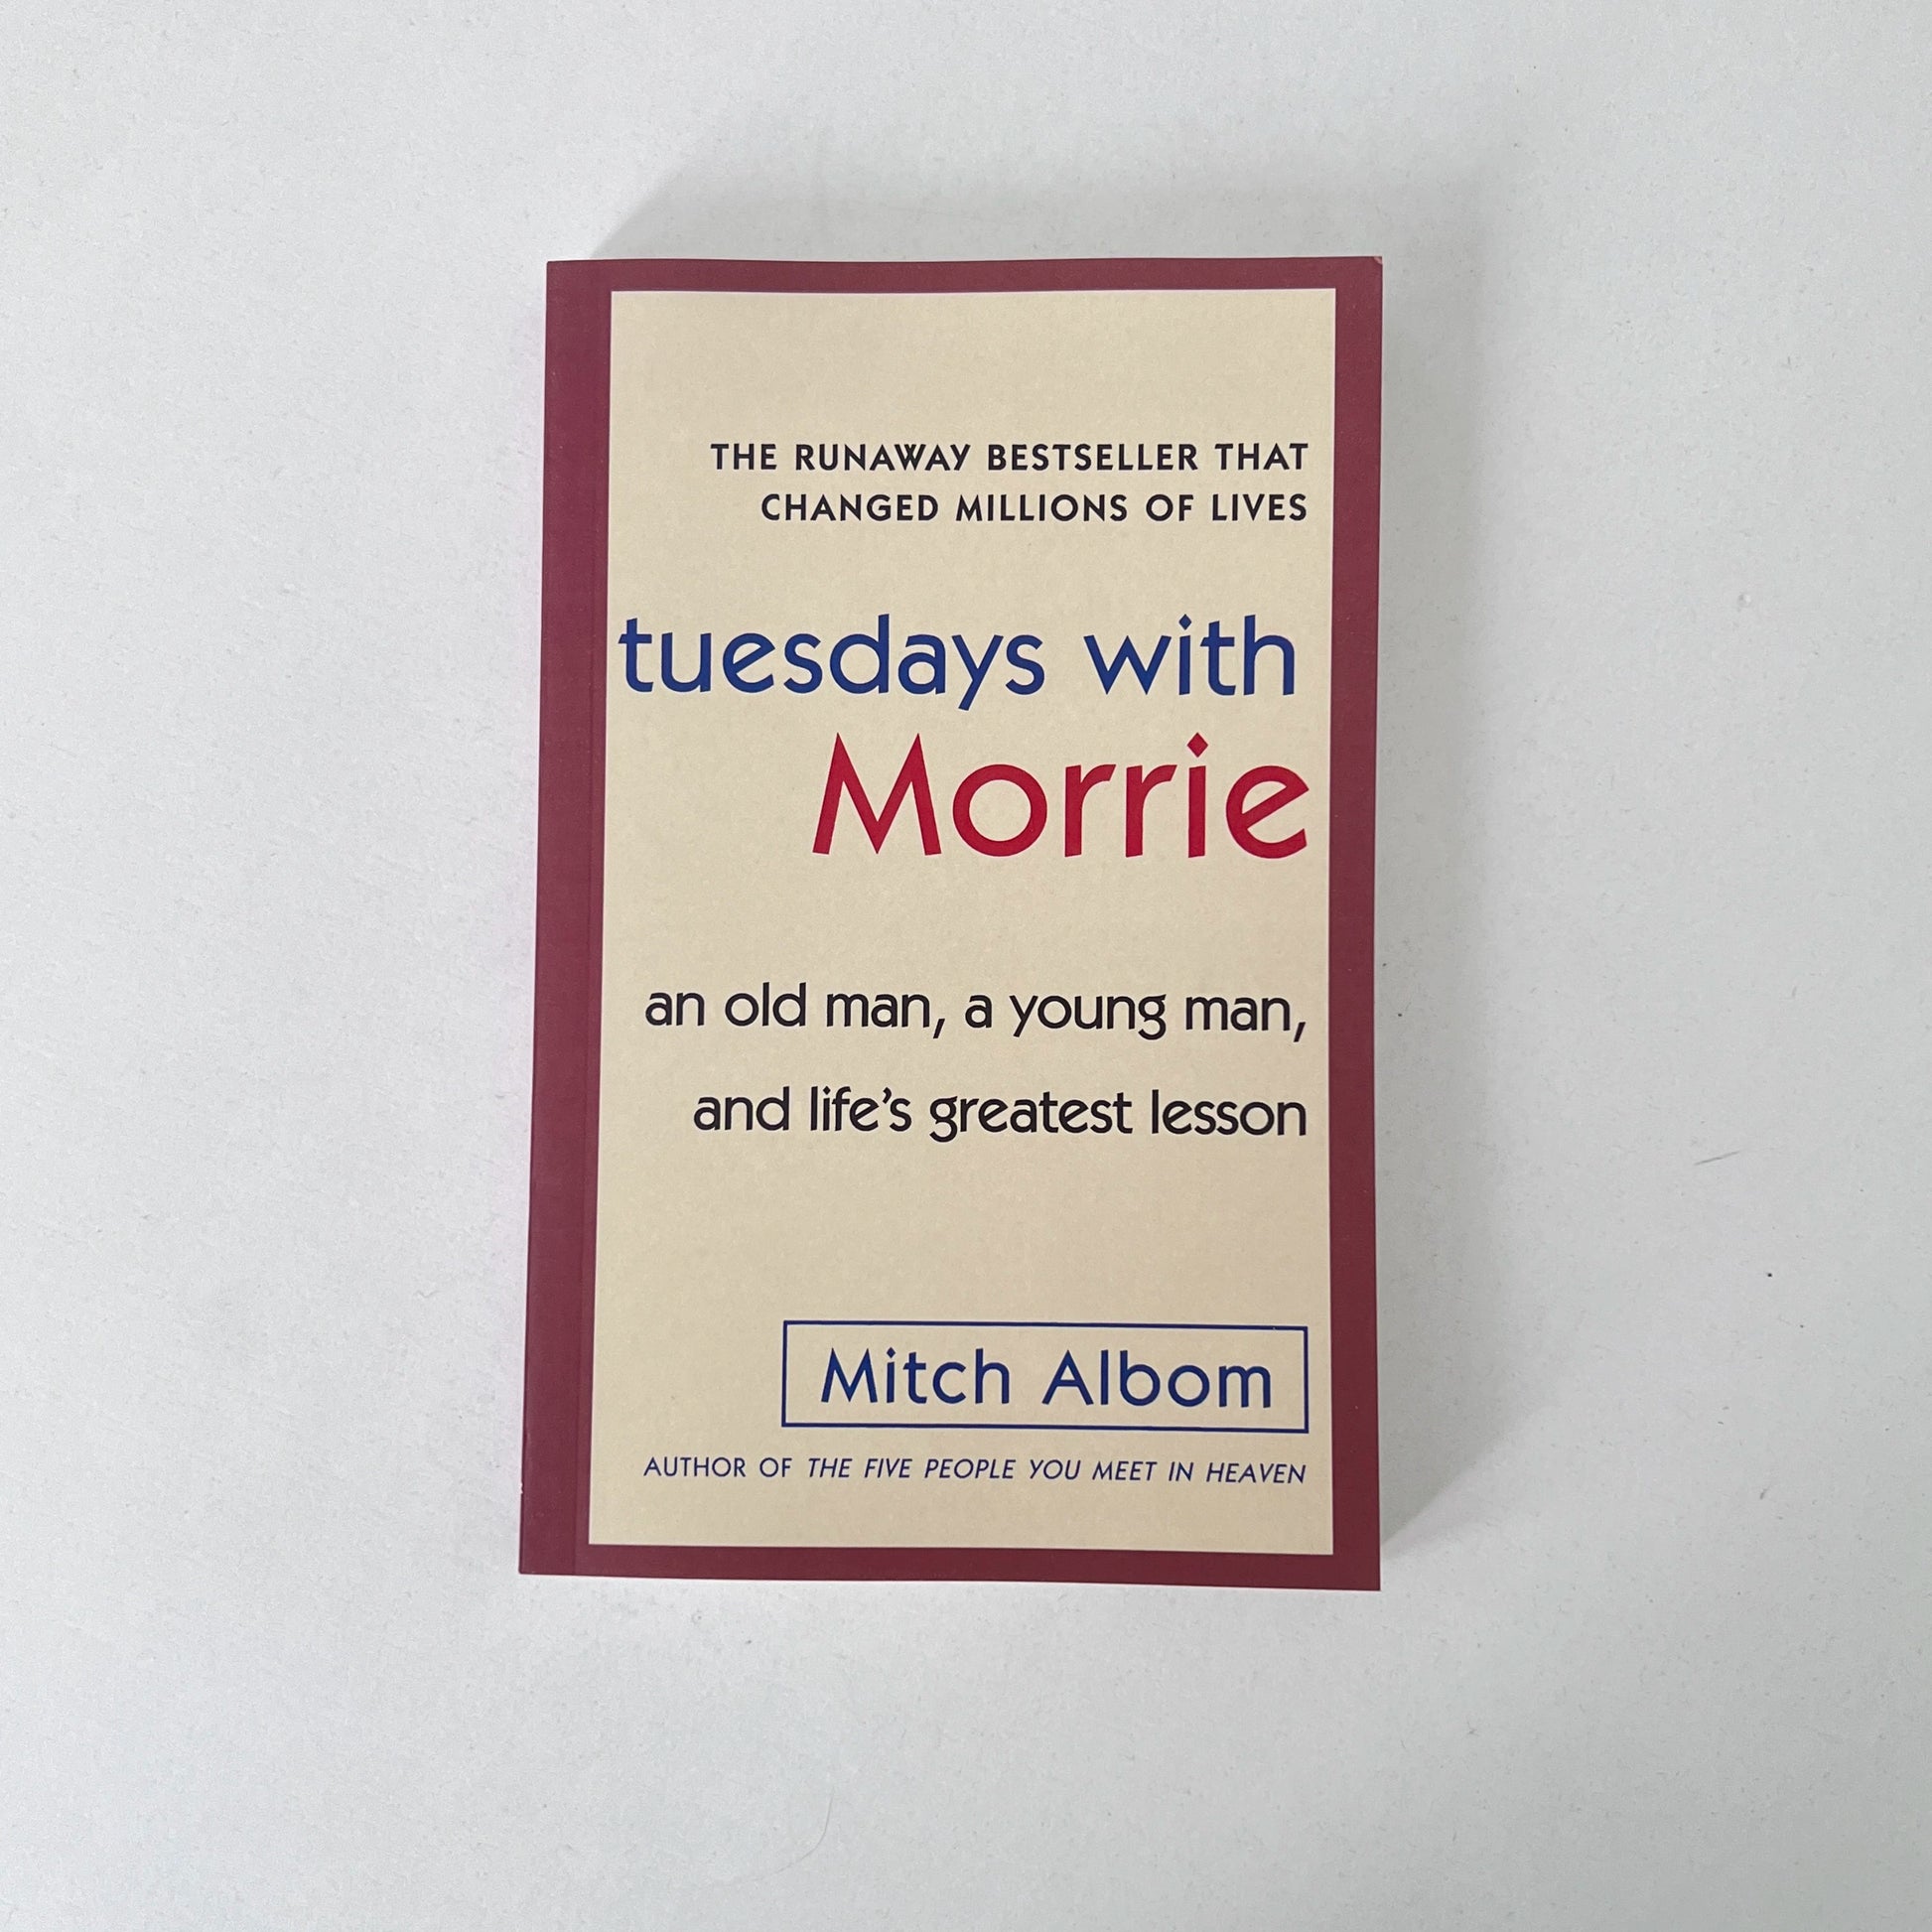 THE RUNAWAY BESTSELLER THAT
CHANGED MILLIONS OF LIVES
tuesdays with
Morrie
an old man, a young man,
and life's greatest lesson
Mitch Albom
AUTHOR OF THE FIVE PEOPLE YOU MEET IN HEAVEN